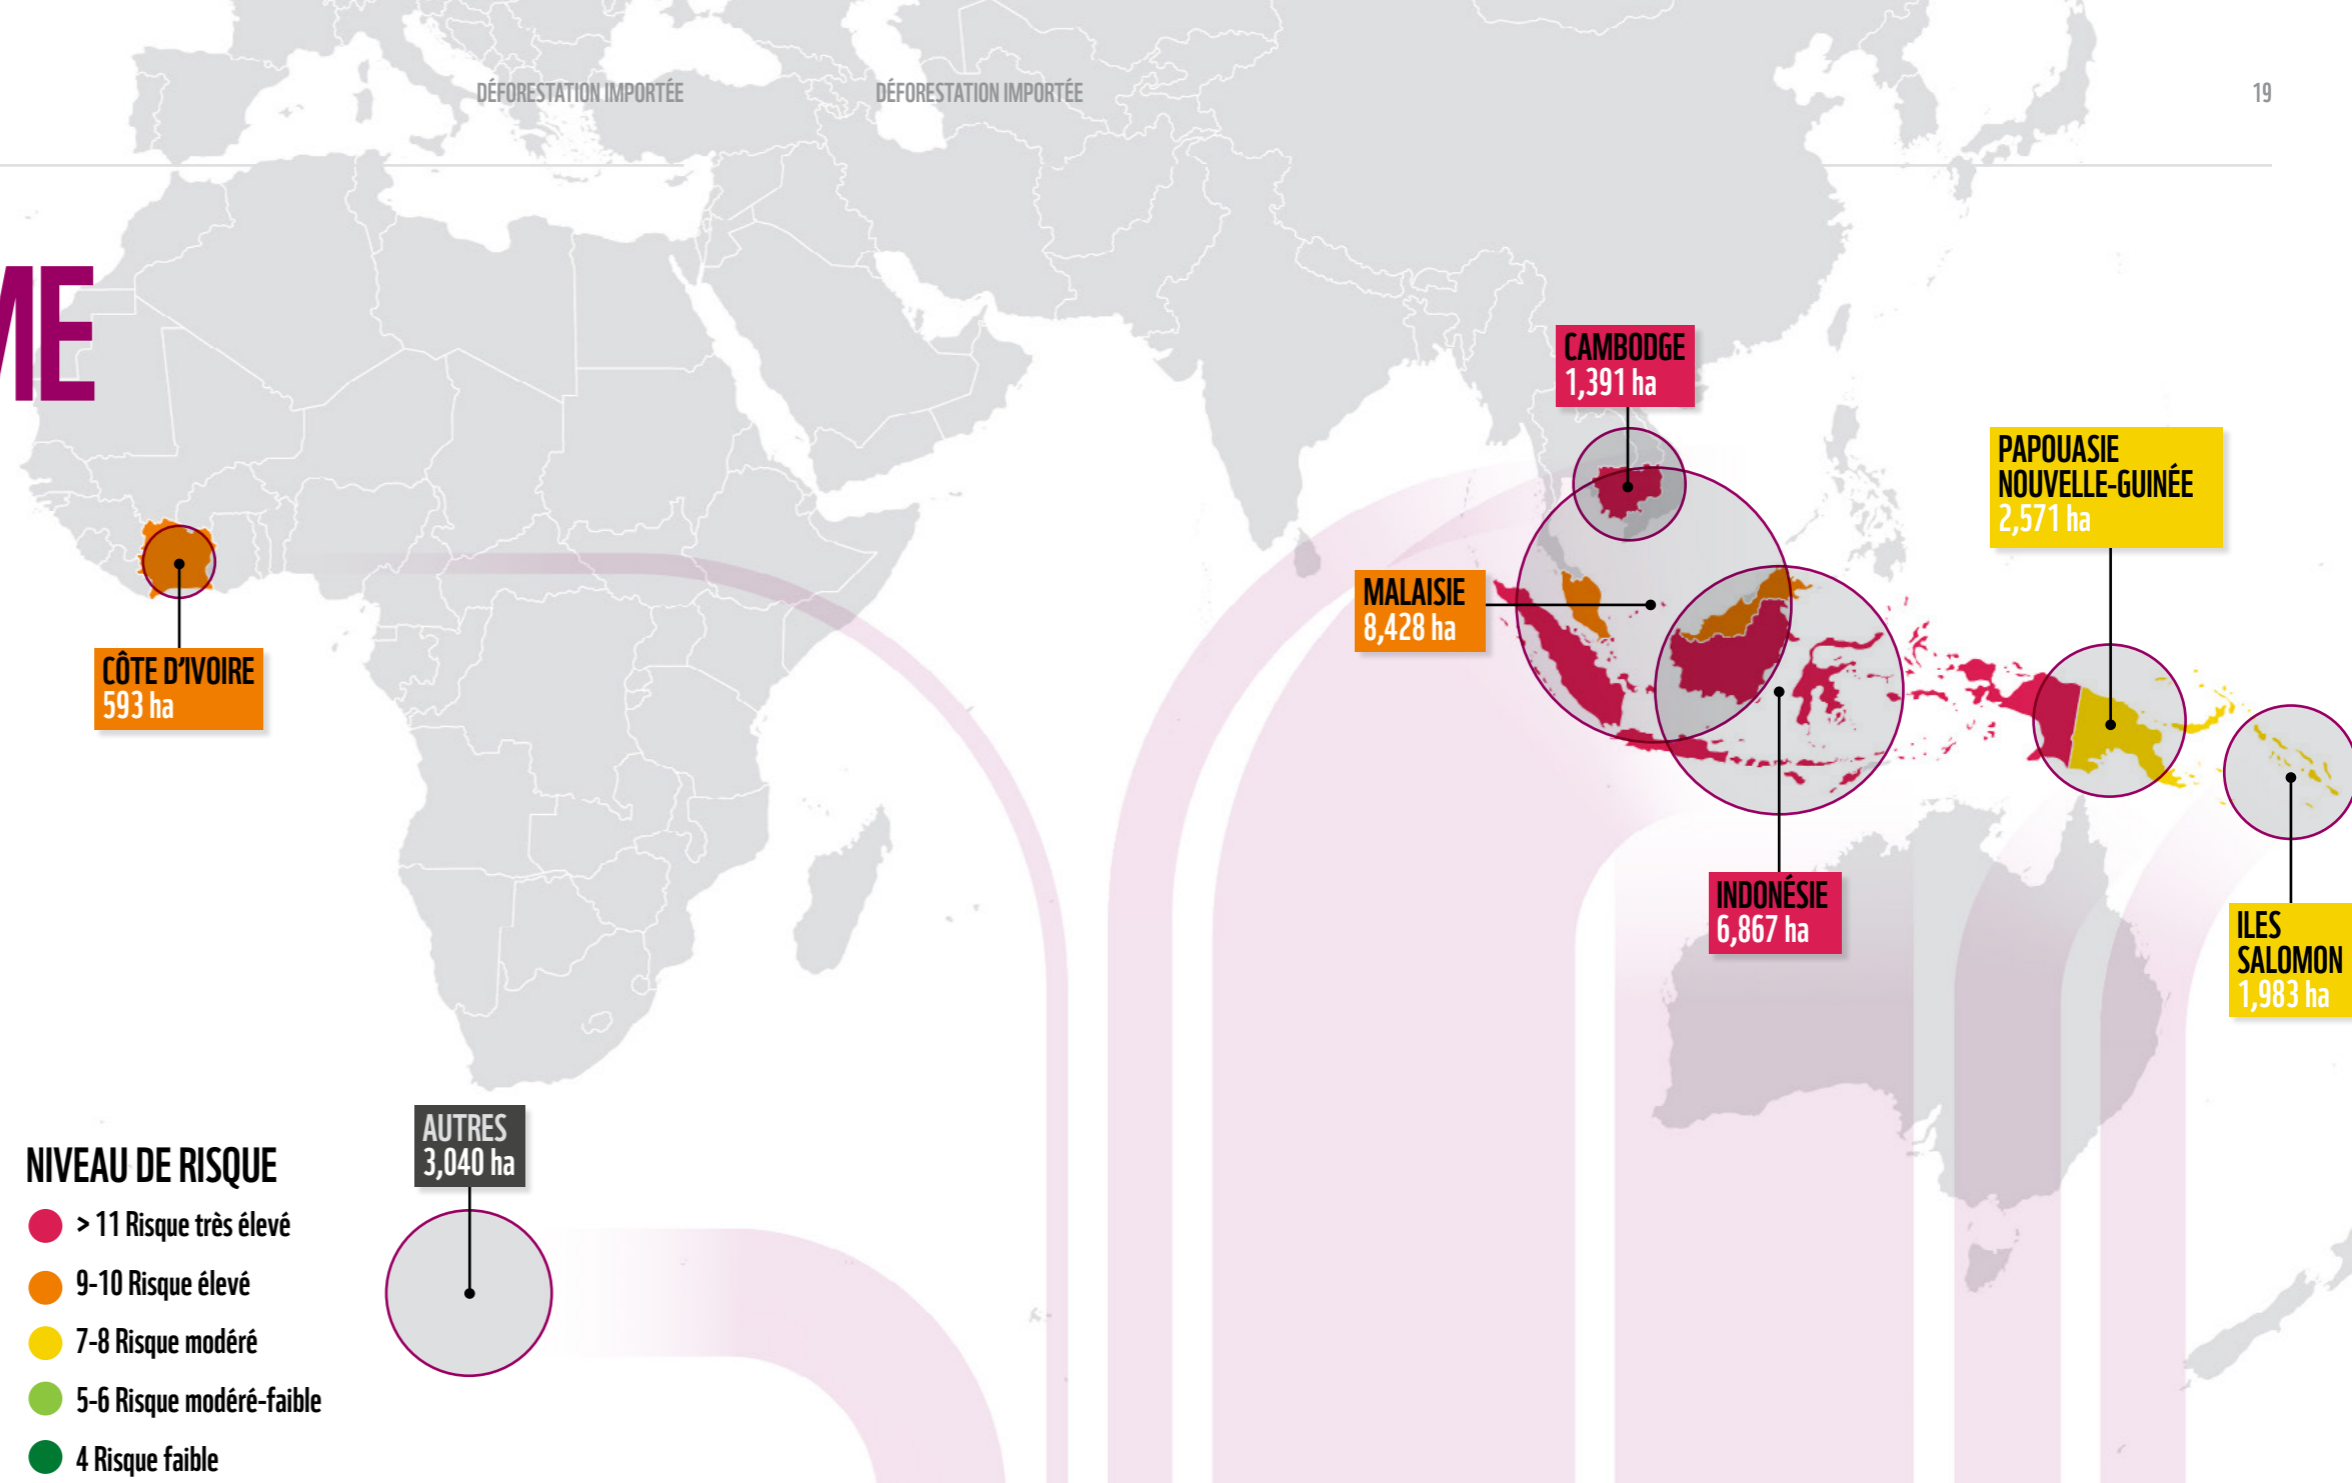 DÉFORESTATION IMPORTÉE
DÉFORESTATION IMPORTÉE
19
ME
CAMBODGE
1,391 ha
PAPOUASIE
NOUVELLE-GUINÉE
2,571 ha
MALAISIE
8,428 ha
CÔTE D'IVOIRE
593 ha
INDONÉSIE
6,867 ha
ILES
SALOMON
1,983 ha
AUTRES
3,040 ha
NIVEAU DE RISQUE
> 11 Risque très élevé
9-10 Risque élevé
7-8 Risque modéré
5-6 Risque modéré-faible
4 Risque faible